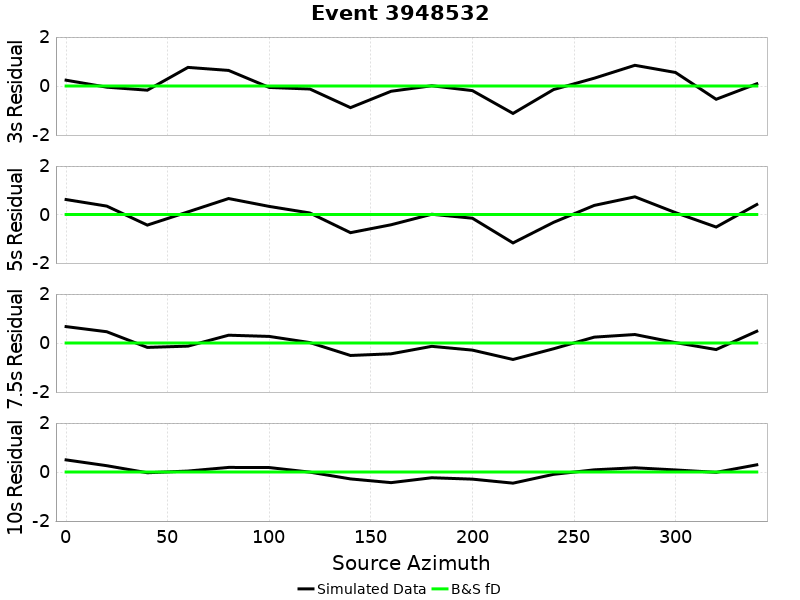 Event 3948532
3s Residual
2
0
-2
5s Residual
2
0
-2
7.5s Residual
2
0
-2
10s Residual
2
0
-2
0 50 100 150 200 250 300
Source Azimuth
Simulated Data B&S fD